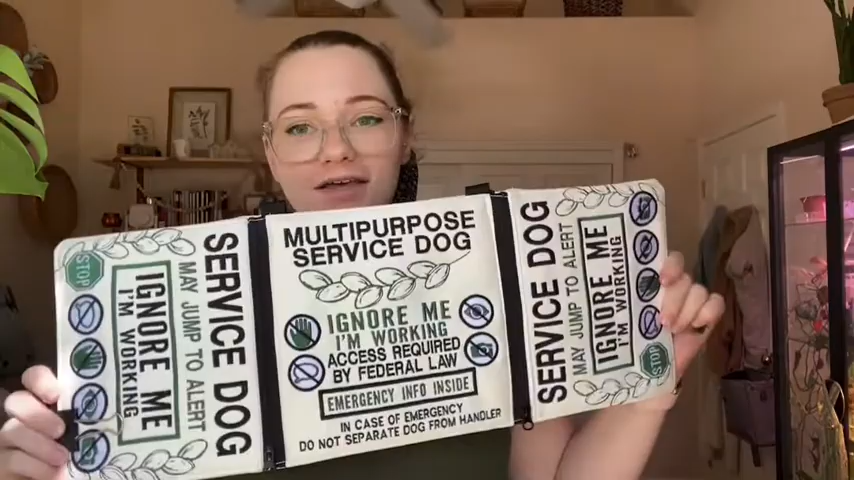 STOP
IGNORE ME
I'M WORKING
MAY JUMP TO ALERT
SERVICE DOG
MULTIPURPOSE
SERVICE DOG
IGNORE ME
I'M WORKING
ACCESS REQUIRED
BY FEDERAL LAW
EMERGENCY INFO INSIDE
IN CASE OF EMERGENCY
DO NOT SEPARATE DOG FROM HANDLER
SERVICE DOG
MAY JUMP TO ALERT
IGNORE ME
I'M WORKING
STOP